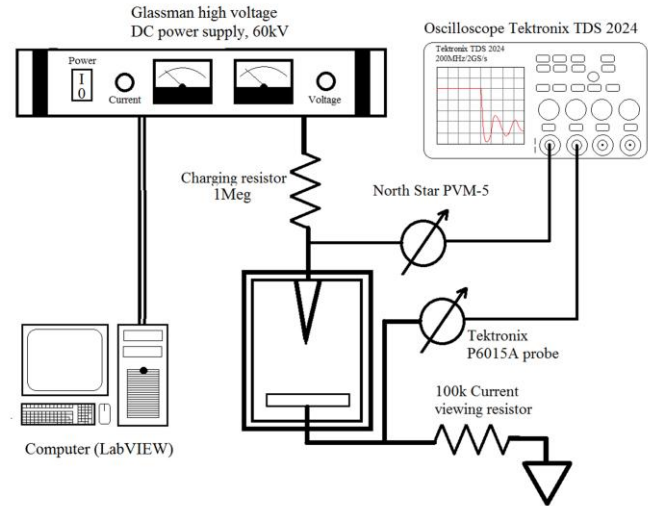 Glassman high voltage
DC power supply, 60kV
Power
I
0
Current
Voltage
Oscilloscope Tektronix TDS 2024
Tektronix TDS 2024
200MHz/2GS/s
Charging resistor
1Meg
North Star PVM-5
Tektronix
P6015A probe
100k Current
viewing resistor
Computer (LabVIEW)